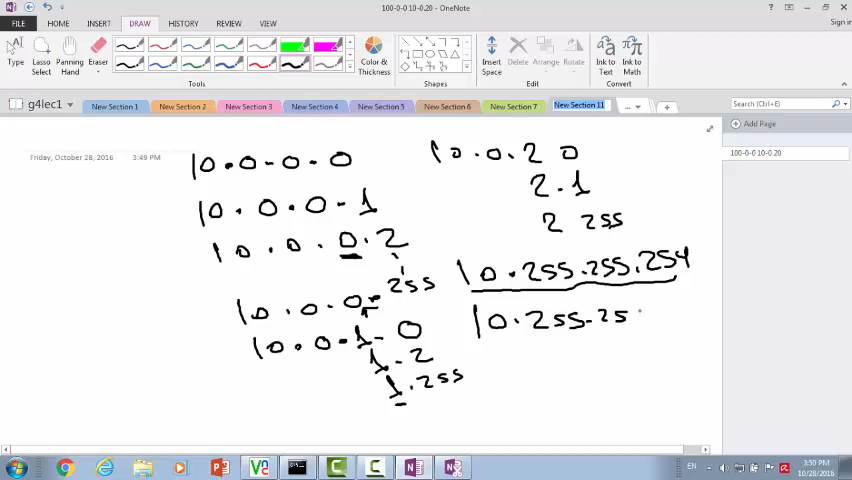 100-0-0 10-0.20 - OneNote
FILE HOME INSERT DRAW HISTORY REVIEW VIEW
Sign in
Type Lasso Select Panning Hand Eraser Color & Thickness Insert Space Delete Arrange Rotate Ink to Text Ink to Math
Tools Shapes Edit Convert
g4lec1 New Section 1 New Section 2 New Section 3 New Section 4 New Section 5 New Section 6 New Section 7 New Section 11 ... + Search (Ctrl+E)
Add Page
100-0-0 10-0.20
Friday, October 28, 2016 3:49 PM
10.0.0.0
10.0.0.1
10.0.0.2
255
10.0.0.
10.0.1.0
1.2
1.255
10.0.2 0
2.1
2 255
10.255.255.254
10.255.25
EN 3:50 PM
10/28/2016